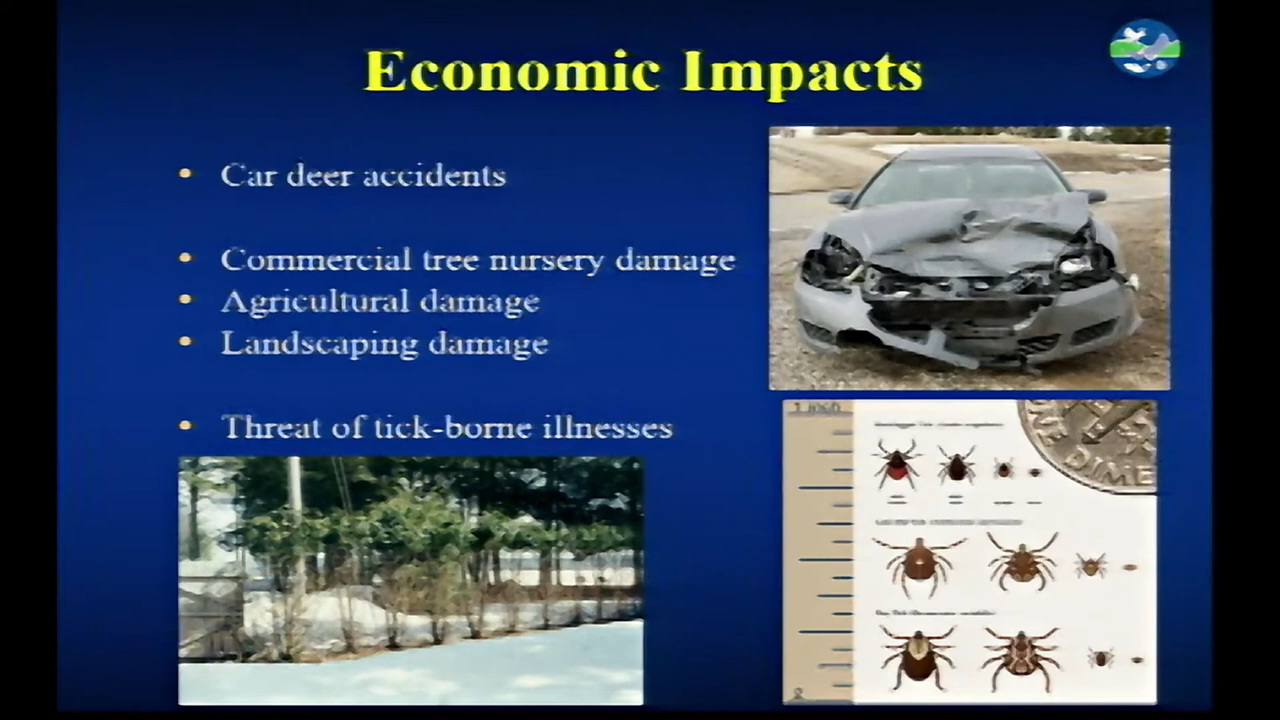 Economic Impacts
Car deer accidents
Commercial tree nursery damage
Agricultural damage
Landscaping damage
Threat of tick-borne illnesses
DIME